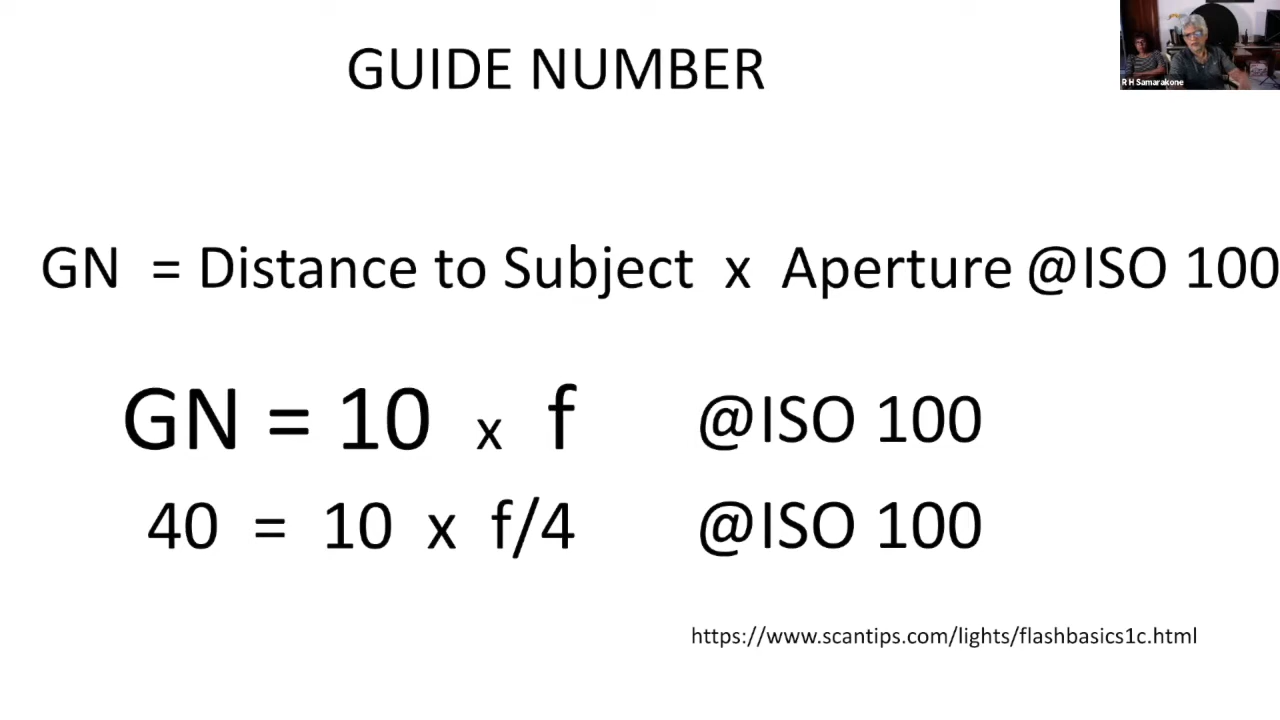 GUIDE NUMBER
R H Samarakone
GN = Distance to Subject x Aperture @ISO 100
GN = 10 x f @ISO 100
40 = 10 x f/4 @ISO 100
https://www.scantips.com/lights/flashbasics1c.html